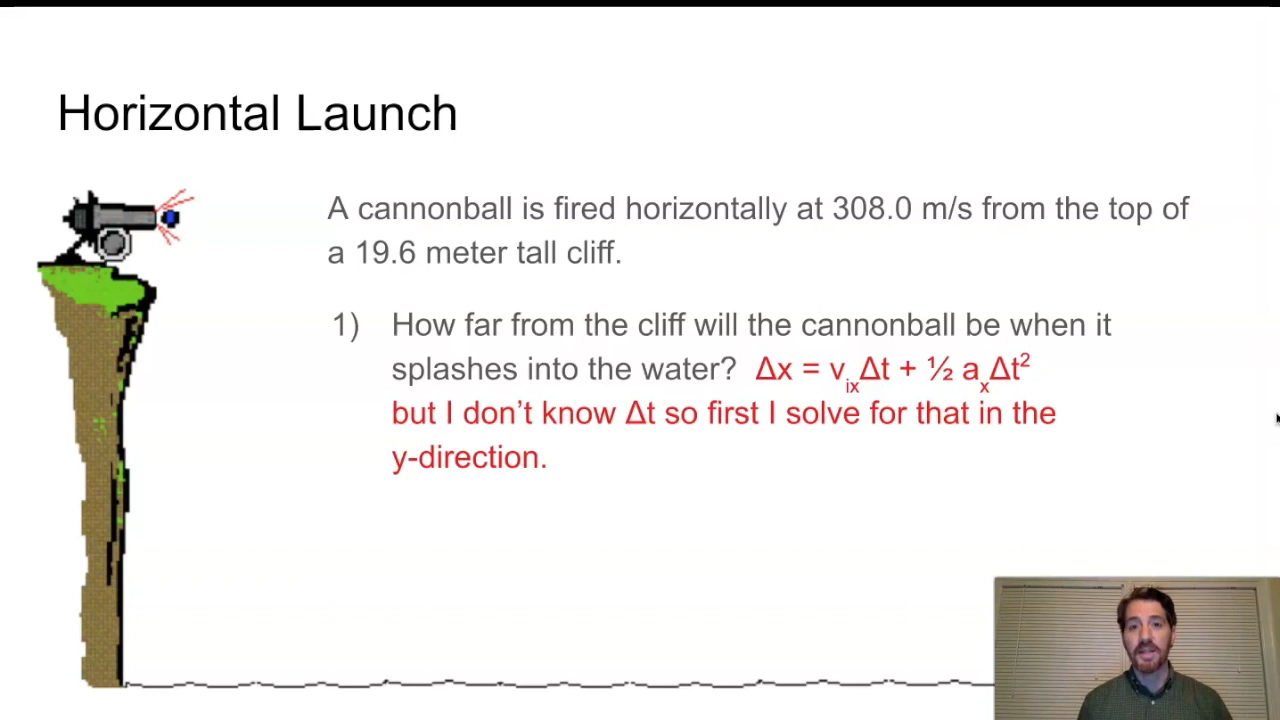 Horizontal Launch
A cannonball is fired horizontally at 308.0 m/s from the top of
a 19.6 meter tall cliff.
1) How far from the cliff will the cannonball be when it
splashes into the water? Δx = vᵢₓΔt + ½ aₓΔt²
but I don’t know Δt so first I solve for that in the
y-direction.